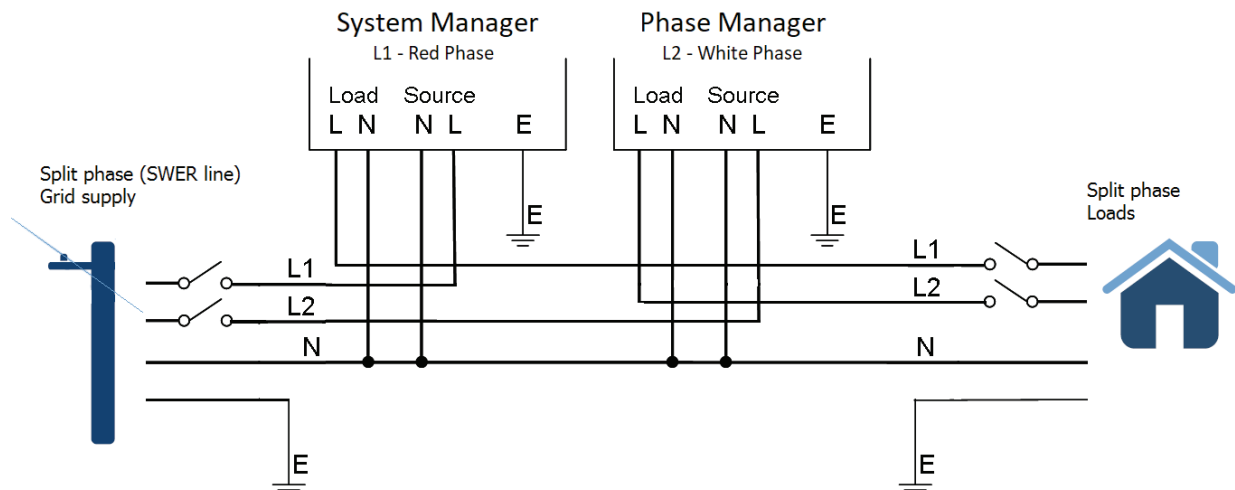 System Manager
L1 - Red Phase
Load Source
L N N L E
E
Phase Manager
L2 - White Phase
Load Source
L N N L E
E
Split phase (SWER line)
Grid supply
Split phase
Loads
L1
L2
N
E
L1
L2
N
E